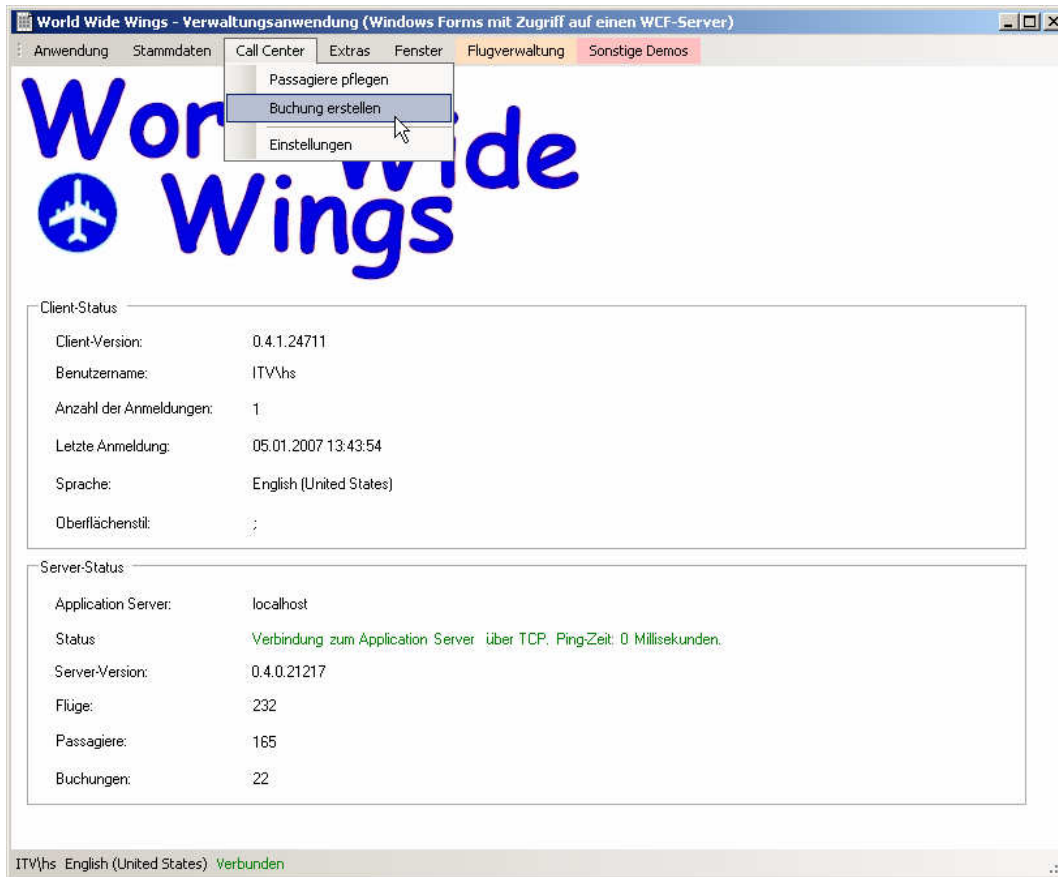 World Wide Wings - Verwaltungsanwendung (Windows Forms mit Zugriff auf einen WCF-Server)
Anwendung Stammdaten Call Center Extras Fenster Flugverwaltung Sonstige Demos
Passagiere pflegen
Buchung erstellen
Einstellungen
Wor
Wide
Wings
Client-Status
Client-Version: 0.4.1.24711
Benutzername: ITV\hs
Anzahl der Anmeldungen: 1
Letzte Anmeldung: 05.01.2007 13:43:54
Sprache: English (United States)
Oberflächenstil: ;
Server-Status
Application Server: localhost
Status Verbindung zum Application Server über TCP. Ping-Zeit: 0 Millisekunden.
Server-Version: 0.4.0.21217
Flüge: 232
Passagiere: 165
Buchungen: 22
ITV\hs English (United States) Verbunden